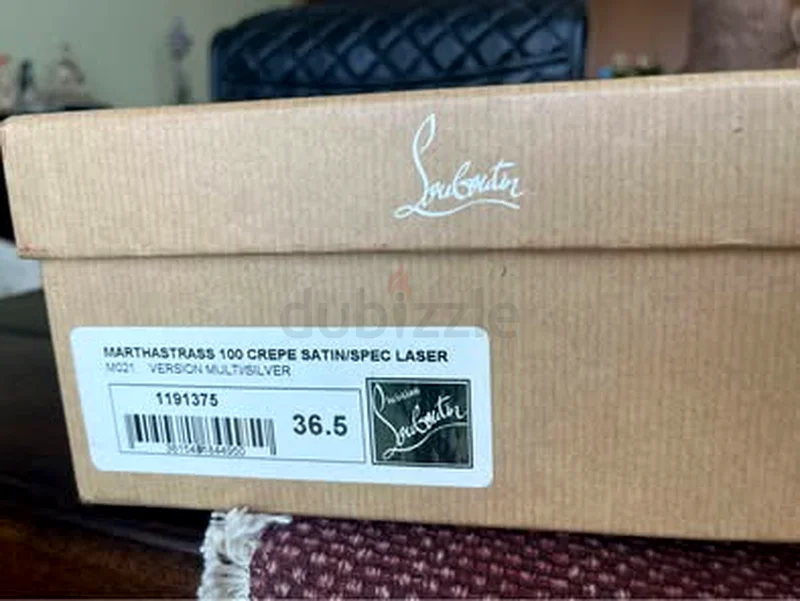 Louboutin
dubizzle
MARTHASTRASS 100 CREPE SATIN/SPEC LASER
M021 VERSION MULTI/SILVER
1191375
36.5
Louboutin